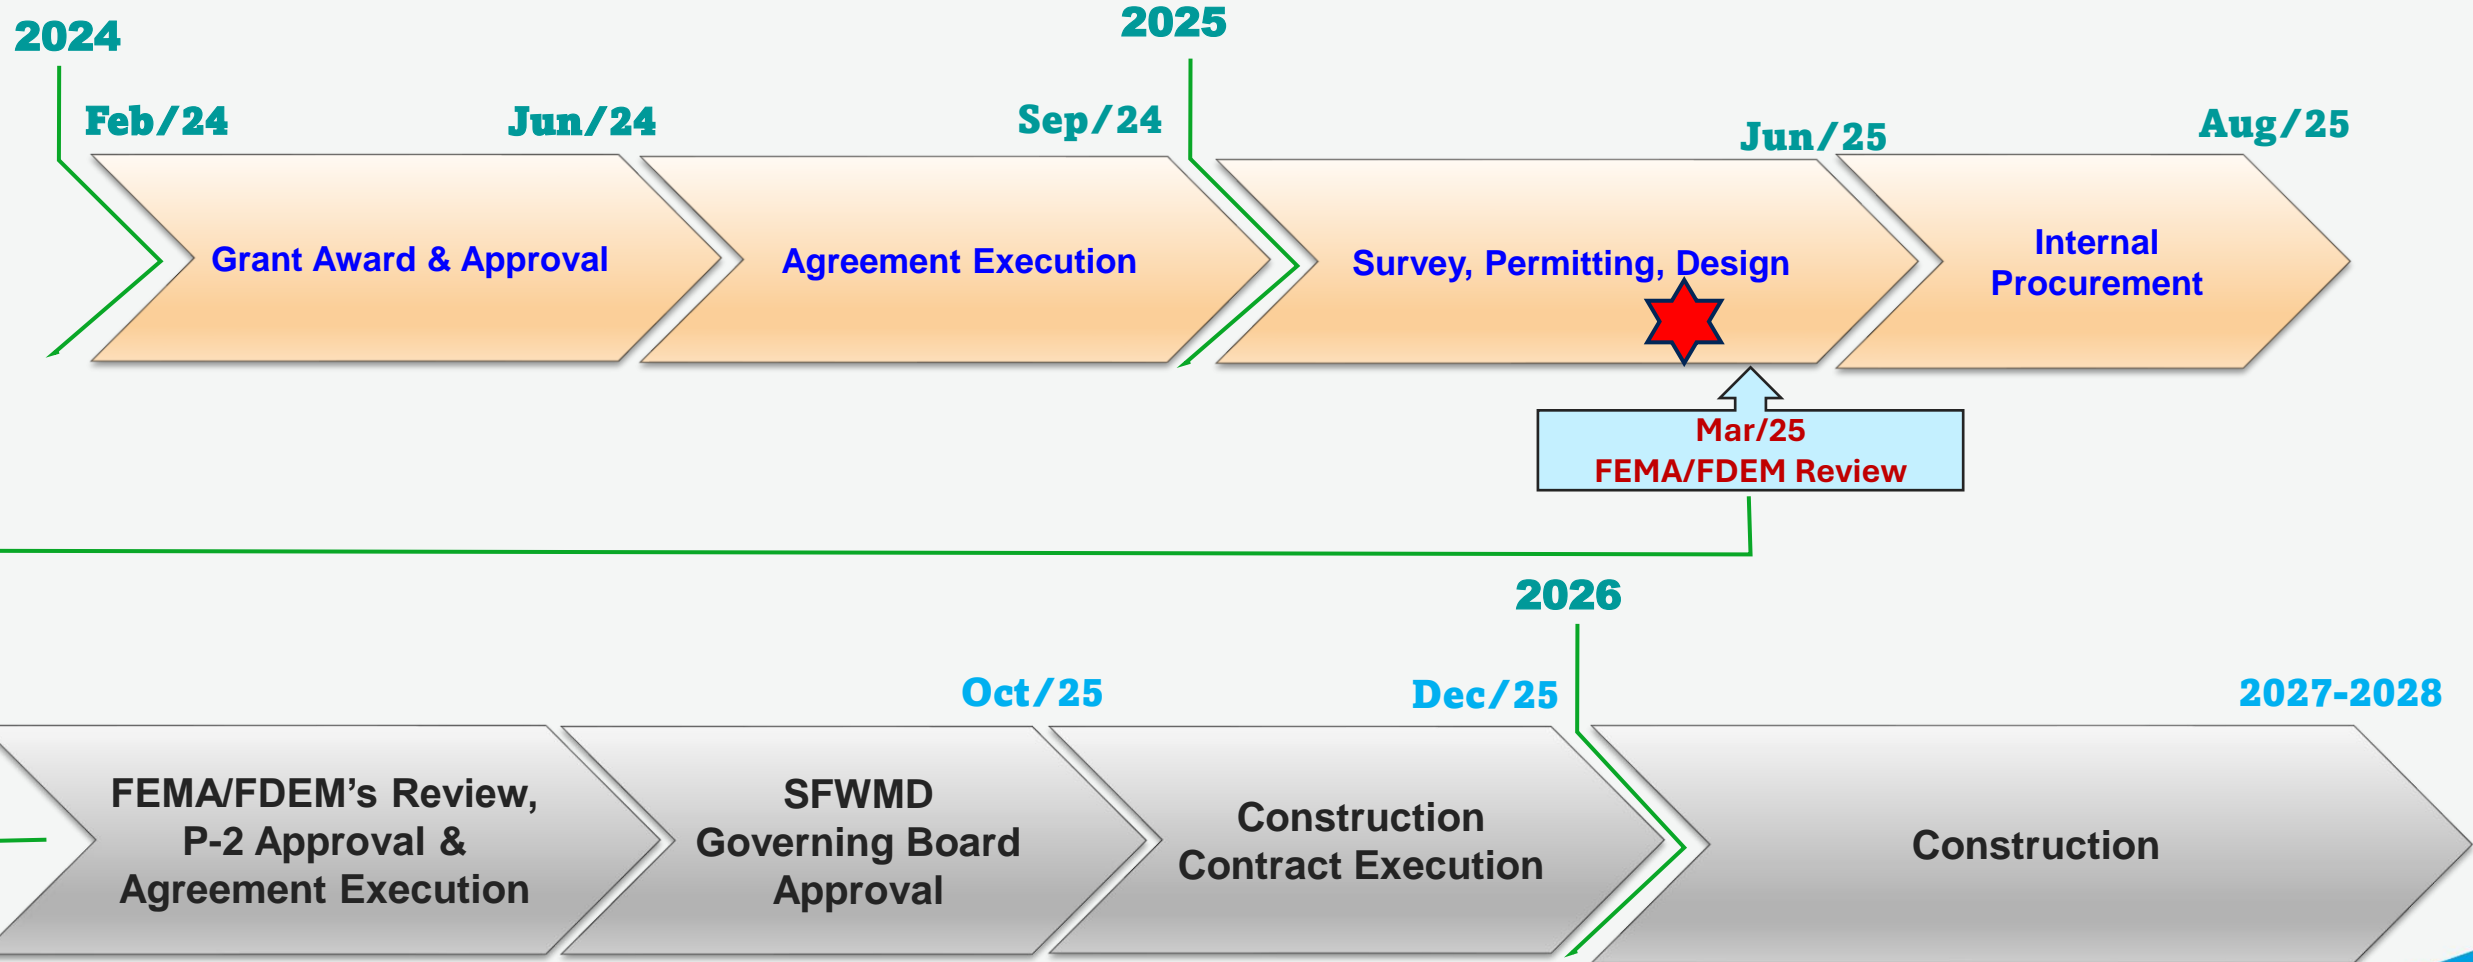 2024
2025
Feb/24
Jun/24
Sep/24
Jun/25
Aug/25
Grant Award & Approval
Agreement Execution
Survey, Permitting, Design
Internal
Procurement
Mar/25
FEMA/FDEM Review
2026
Oct/25
Dec/25
2027-2028
FEMA/FDEM’s Review,
P-2 Approval &
Agreement Execution
SFWMD
Governing Board
Approval
Construction
Contract Execution
Construction